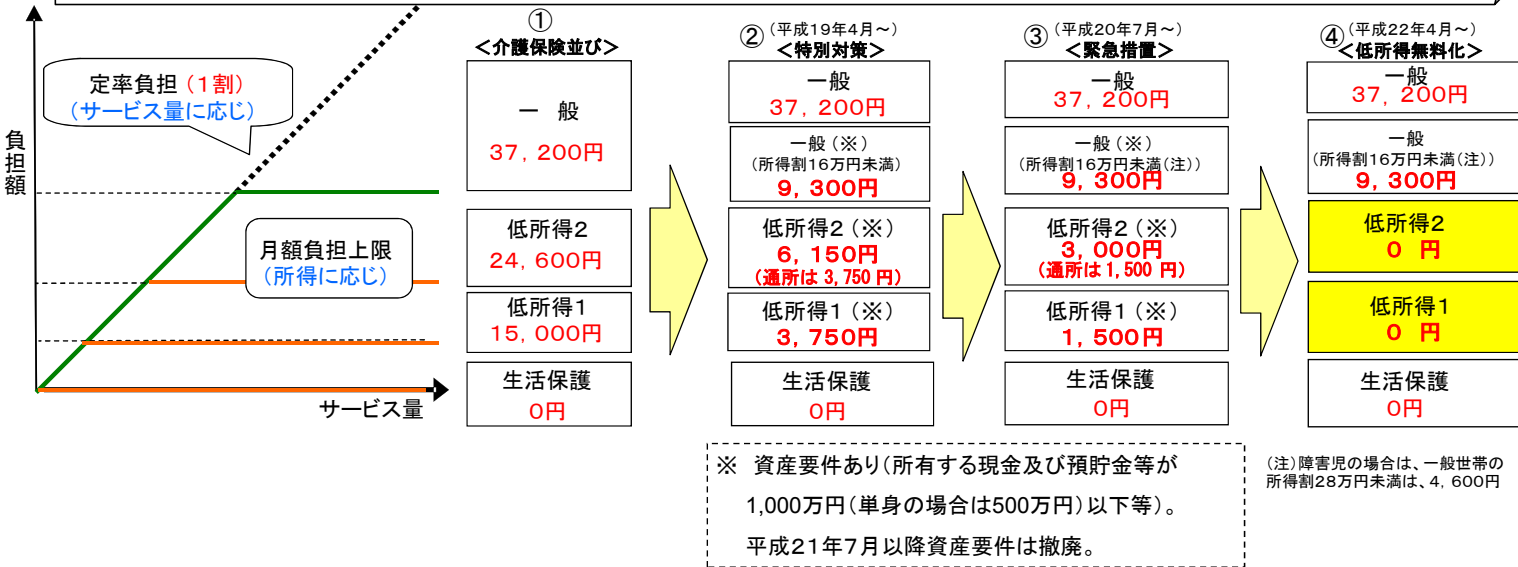 負担額
定率負担（1割）
（サービス量に応じ）
月額負担上限
（所得に応じ）
サービス量
①
＜介護保険並び＞
一　般
37，200円
低所得2
24，600円
低所得1
15，000円
生活保護
0円
②（平成19年4月～）
＜特別対策＞
一般
37，200円
一般（※）
（所得割16万円未満）
9，300円
低所得2（※）
6，150円
（通所は 3,750 円）
低所得1（※）
3，750円
生活保護
0円
③（平成20年7月～）
＜緊急措置＞
一般
37，200円
一般（※）
（所得割16万円未満（注））
9，300円
低所得2（※）
3，000円
（通所は 1,500 円）
低所得1（※）
1，500円
生活保護
0円
④（平成22年4月～）
＜低所得無料化＞
一般
37，200円
一般
（所得割16万円未満（注））
9，300円
低所得2
0 円
低所得1
0 円
生活保護
0円
※　資産要件あり（所有する現金及び預貯金等が
1,000万円（単身の場合は500万円）以下等）。
平成21年7月以降資産要件は撤廃。
（注）障害児の場合は、一般世帯の
所得割28万円未満は、4，600円